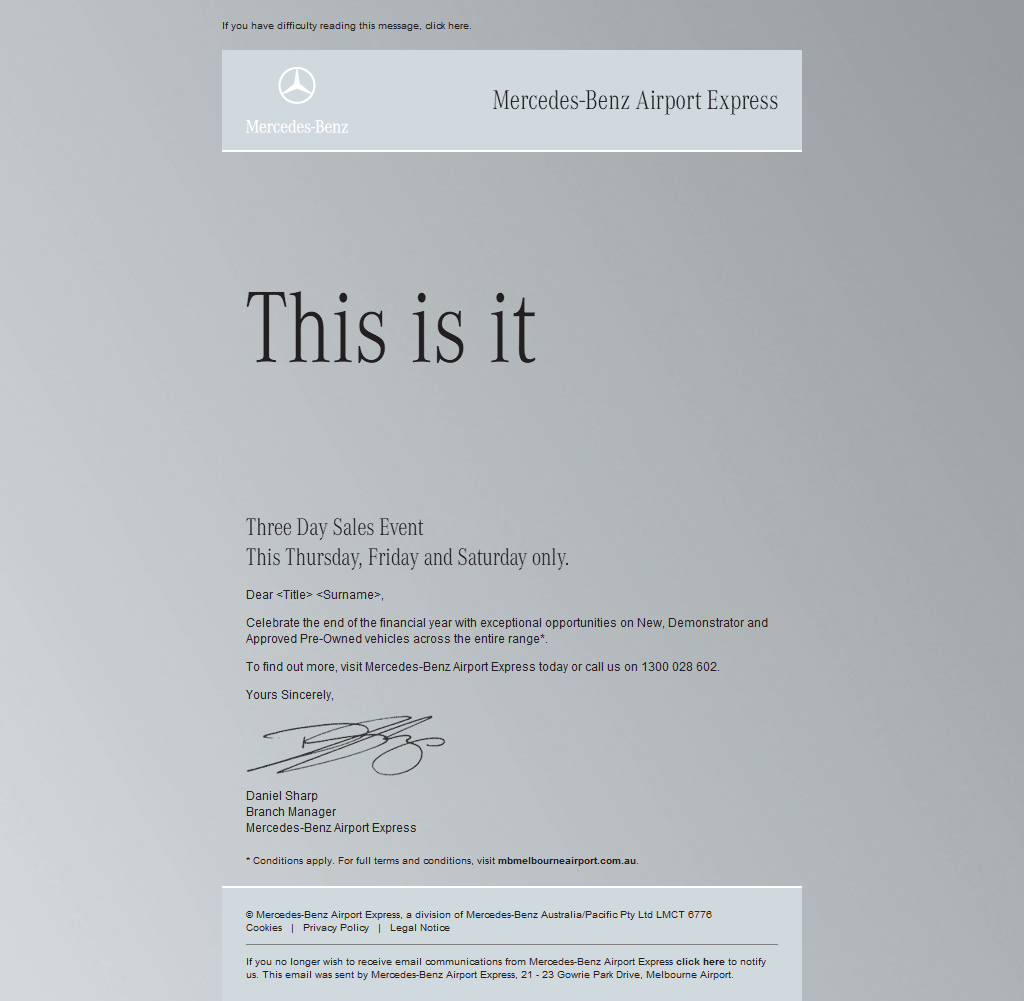 If you have difficulty reading this message, click here.
Mercedes-Benz
Mercedes-Benz Airport Express
This is it
Three Day Sales Event
This Thursday, Friday and Saturday only.
Dear <Title> <Surname>,
Celebrate the end of the financial year with exceptional opportunities on New, Demonstrator and
Approved Pre-Owned vehicles across the entire range*.
To find out more, visit Mercedes-Benz Airport Express today or call us on 1300 028 602.
Yours Sincerely,
Daniel Sharp
Branch Manager
Mercedes-Benz Airport Express
* Conditions apply. For full terms and conditions, visit mbmelbourneairport.com.au.
© Mercedes-Benz Airport Express, a division of Mercedes-Benz Australia/Pacific Pty Ltd LMCT 6776
Cookies | Privacy Policy | Legal Notice
If you no longer wish to receive email communications from Mercedes-Benz Airport Express click here to notify
us. This email was sent by Mercedes-Benz Airport Express, 21 - 23 Gowrie Park Drive, Melbourne Airport.